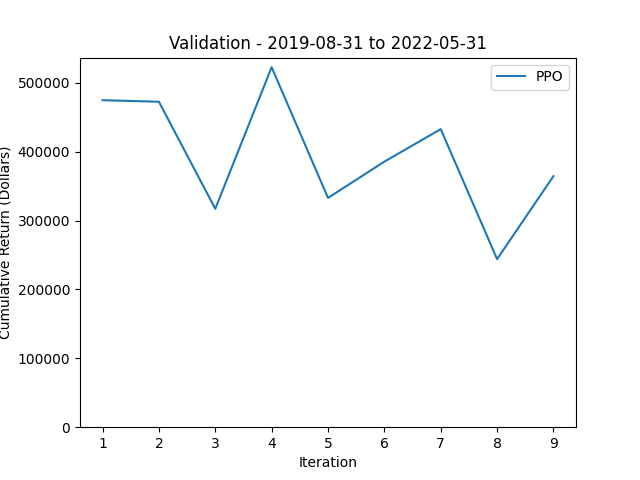 Validation - 2019-08-31 to 2022-05-31
PPO
Cumulative Return (Dollars)
500000
400000
300000
200000
100000
0
1 2 3 4 5 6 7 8 9
Iteration